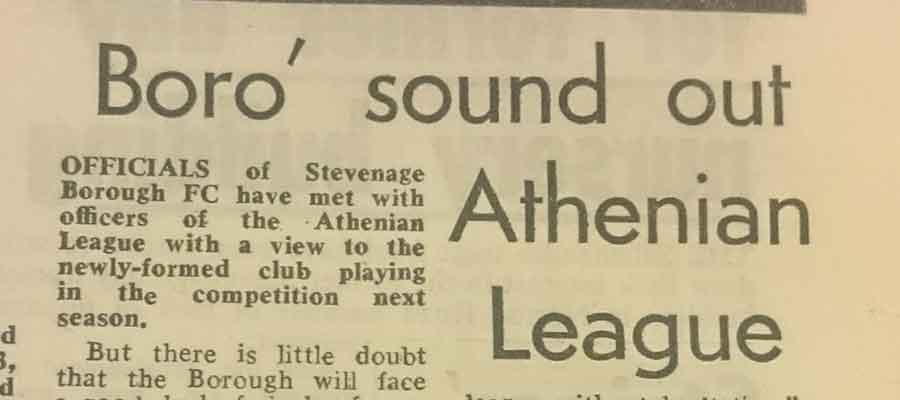 Boro' sound out
Athenian
League
OFFICIALS of Stevenage
Borough FC have met with
officers of the Athenian
League with a view to the
newly-formed club playing
in the competition next
season.
But there is little doubt
that the Borough will face
d
3,
d